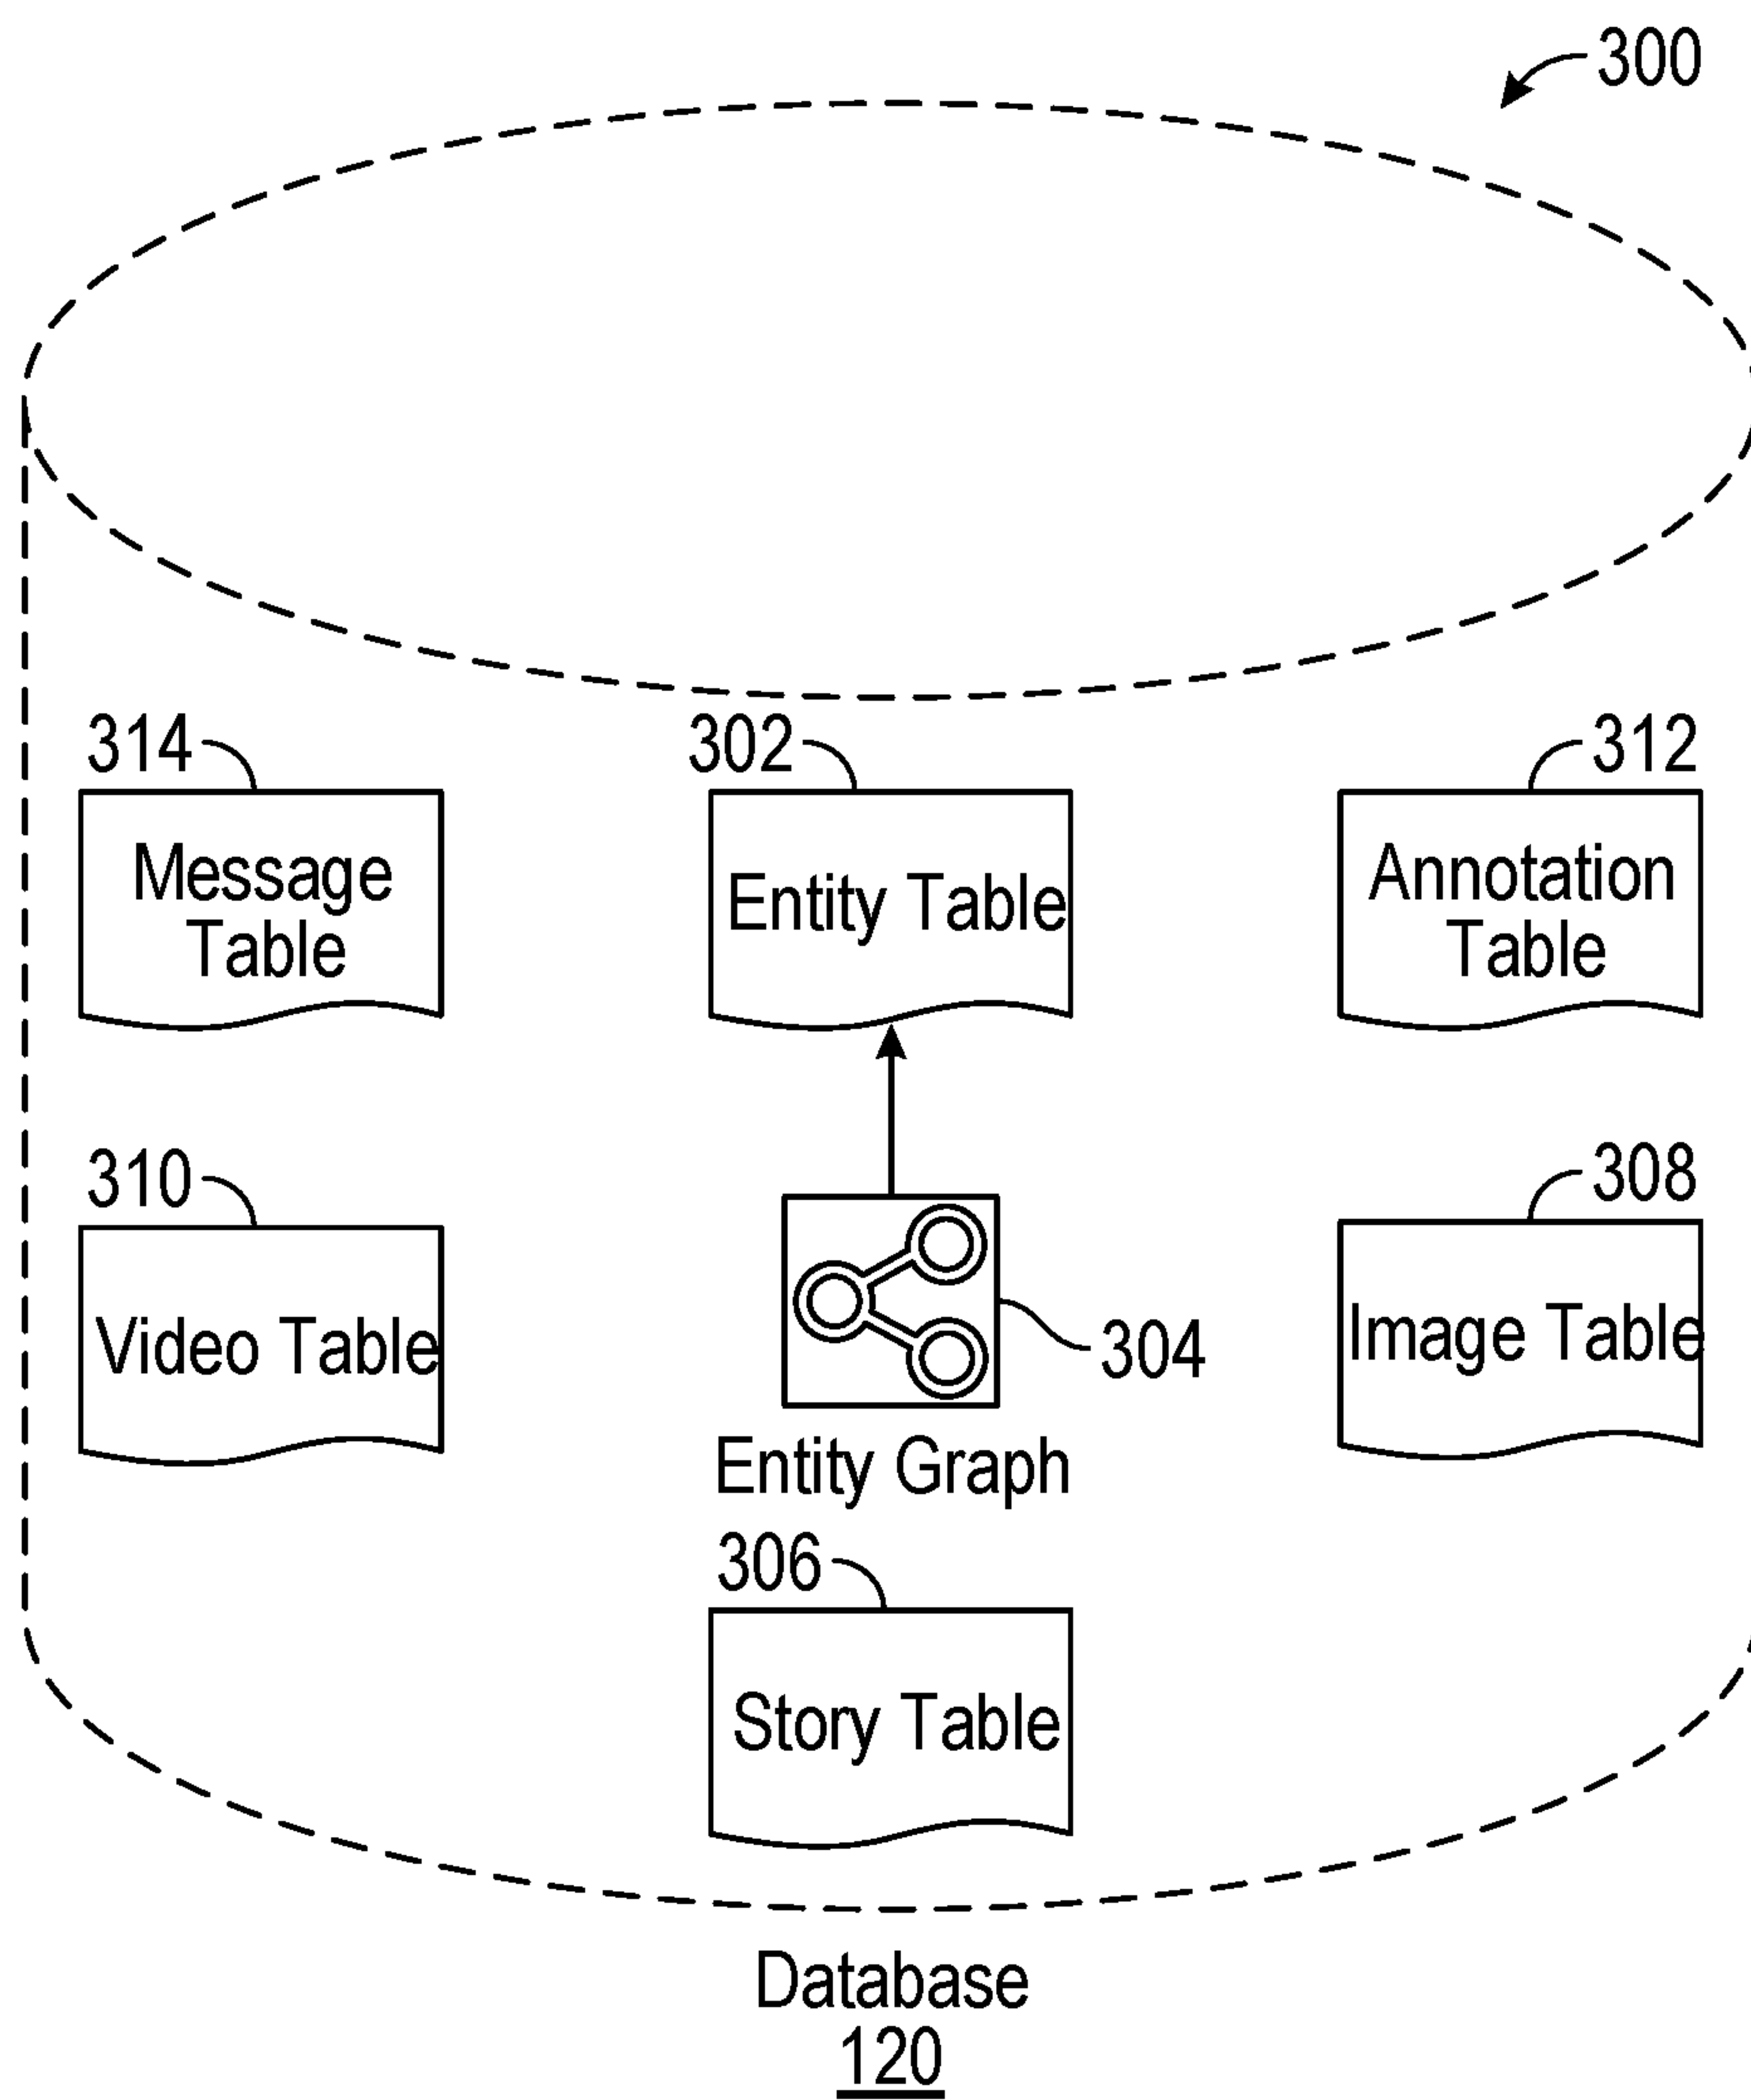 300
314
302
312
Message
Table
Entity Table
Annotation
Table
310
308
Video Table
304
Image Table
Entity Graph
306
Story Table
Database
120